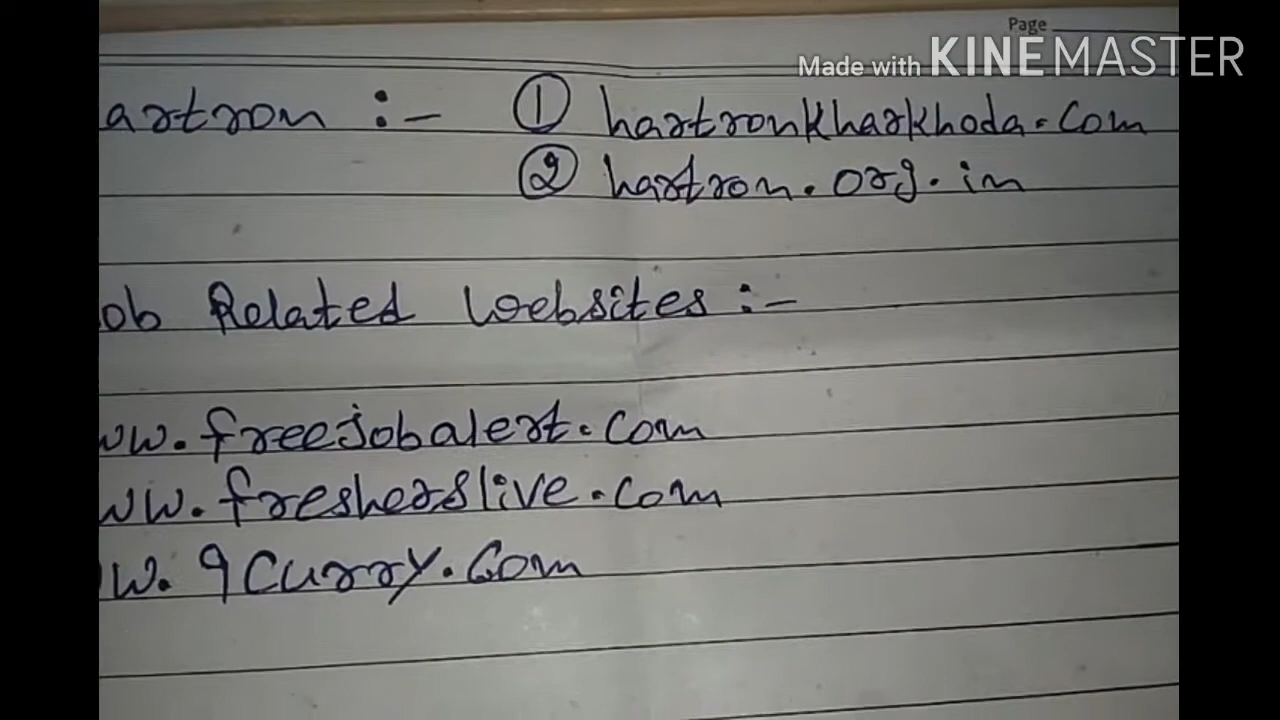 Page
Made with KINEMASTER
artron :- ① hartronkharkhoda.com
② hartron.org.in
ob Related Websites :-
ww.freejobalert.com
ww.fresherslive.com
w.9curry.com